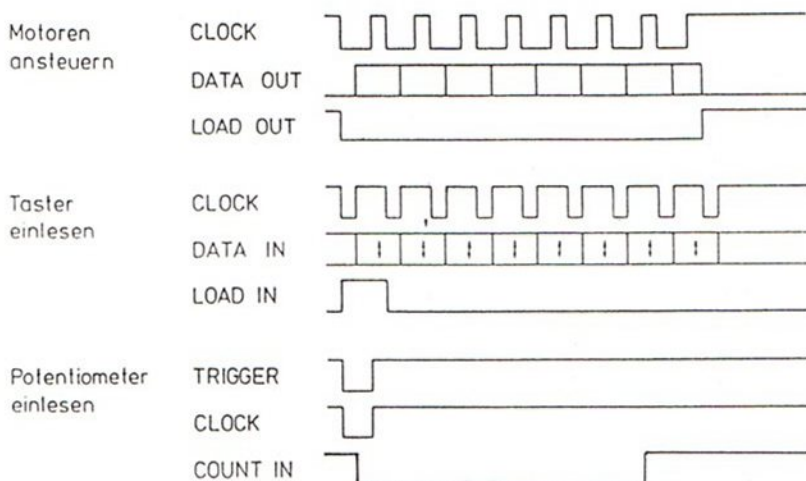 Motoren
ansteuern
CLOCK
DATA OUT
LOAD OUT
Taster
einlesen
CLOCK
DATA IN
LOAD IN
Potentiometer
einlesen
TRIGGER
CLOCK
COUNT IN